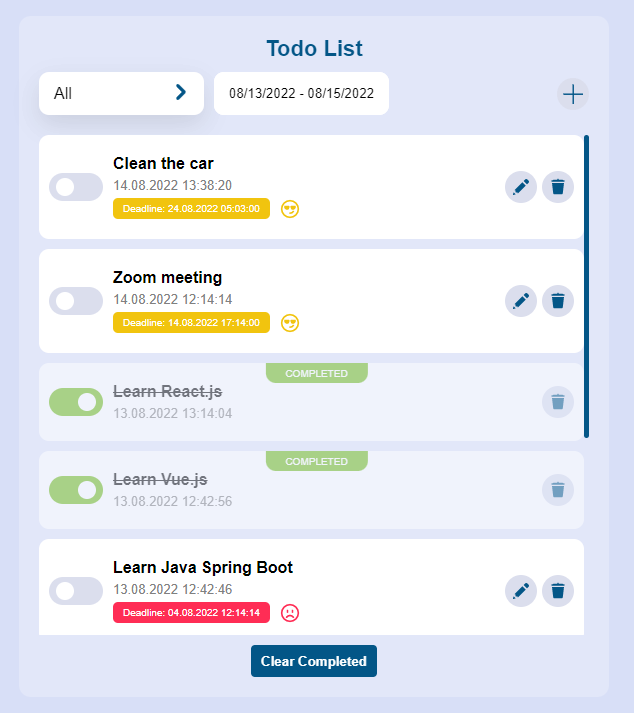 Todo List
All
08/13/2022 - 08/15/2022
Clean the car
14.08.2022 13:38:20
Deadline: 24.08.2022 05:03:00
Zoom meeting
14.08.2022 12:14:14
Deadline: 14.08.2022 17:14:00
COMPLETED
Learn React.js
13.08.2022 13:14:04
COMPLETED
Learn Vue.js
13.08.2022 12:42:56
Learn Java Spring Boot
13.08.2022 12:42:46
Deadline: 04.08.2022 12:14:14
Clear Completed